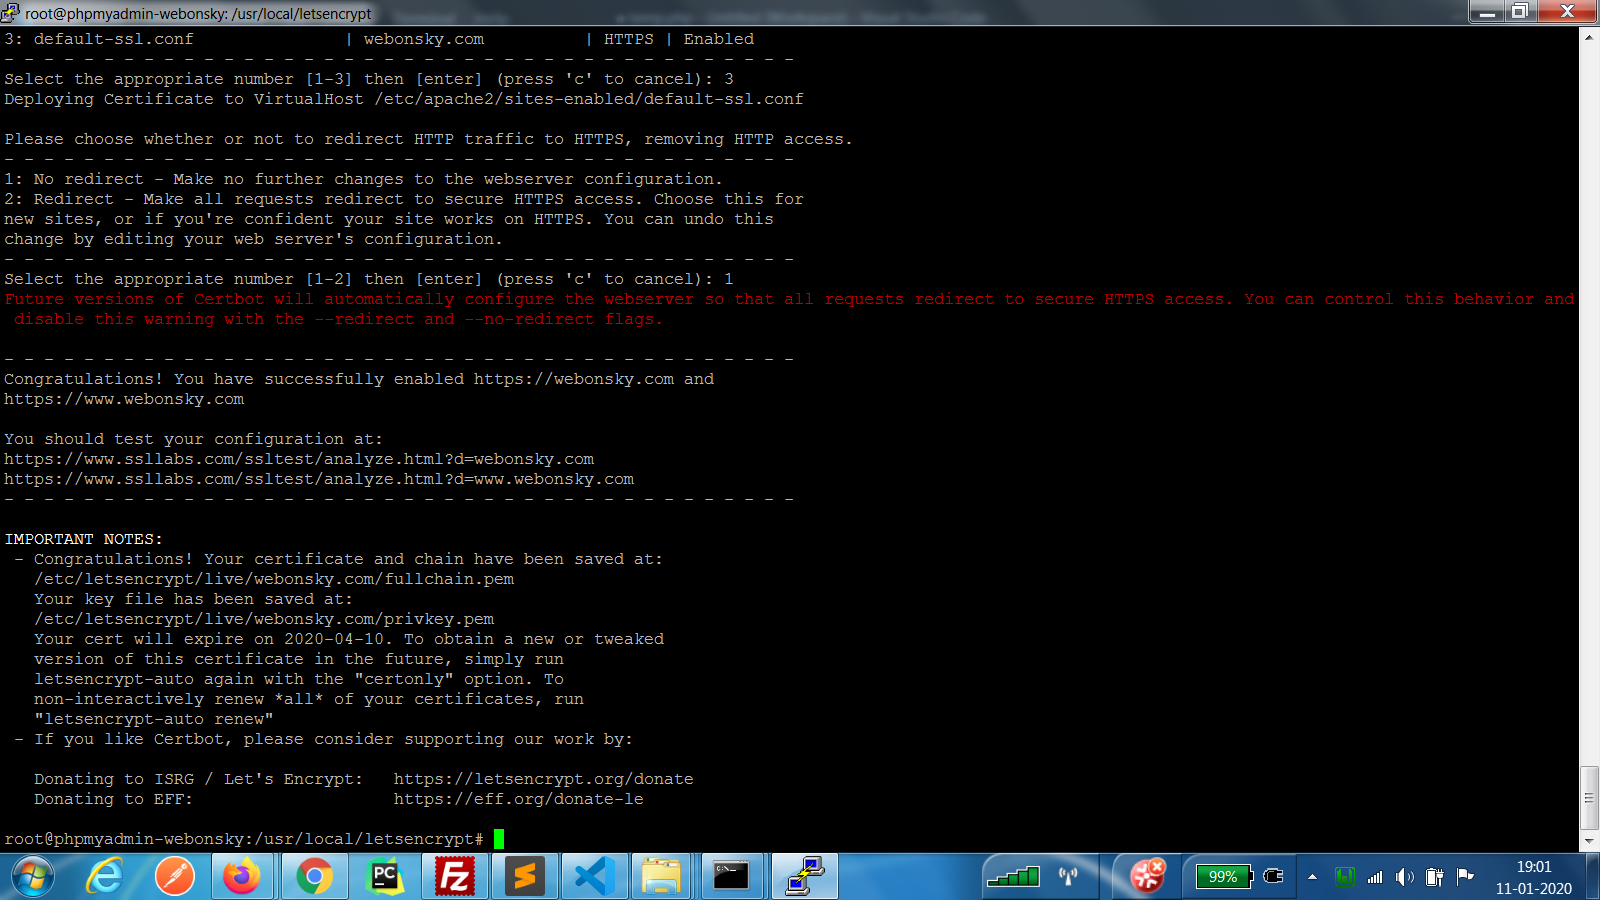 root@phpmyadmin-webonsky: /usr/local/letsencrypt
3: default-ssl.conf               | webonsky.com          | HTTPS | Enabled
- - - - - - - - - - - - - - - - - - - - - - - - - - - - - - - - - - - - - - - -
Select the appropriate number [1-3] then [enter] (press 'c' to cancel): 3
Deploying Certificate to VirtualHost /etc/apache2/sites-enabled/default-ssl.conf
Please choose whether or not to redirect HTTP traffic to HTTPS, removing HTTP access.
- - - - - - - - - - - - - - - - - - - - - - - - - - - - - - - - - - - - - - - -
1: No redirect - Make no further changes to the webserver configuration.
2: Redirect - Make all requests redirect to secure HTTPS access. Choose this for
new sites, or if you're confident your site works on HTTPS. You can undo this
change by editing your web server's configuration.
- - - - - - - - - - - - - - - - - - - - - - - - - - - - - - - - - - - - - - - -
Select the appropriate number [1-2] then [enter] (press 'c' to cancel): 1
Future versions of Certbot will automatically configure the webserver so that all requests redirect to secure HTTPS access. You can control this behavior and
disable this warning with the --redirect and --no-redirect flags.
- - - - - - - - - - - - - - - - - - - - - - - - - - - - - - - - - - - - - - - -
Congratulations! You have successfully enabled https://webonsky.com and
https://www.webonsky.com
You should test your configuration at:
https://www.ssllabs.com/ssltest/analyze.html?d=webonsky.com
https://www.ssllabs.com/ssltest/analyze.html?d=www.webonsky.com
- - - - - - - - - - - - - - - - - - - - - - - - - - - - - - - - - - - - - - - -
IMPORTANT NOTES:
- Congratulations! Your certificate and chain have been saved at:
/etc/letsencrypt/live/webonsky.com/fullchain.pem
Your key file has been saved at:
/etc/letsencrypt/live/webonsky.com/privkey.pem
Your cert will expire on 2020-04-10. To obtain a new or tweaked
version of this certificate in the future, simply run
letsencrypt-auto again with the "certonly" option. To
non-interactively renew *all* of your certificates, run
"letsencrypt-auto renew"
- If you like Certbot, please consider supporting our work by:
Donating to ISRG / Let's Encrypt:   https://letsencrypt.org/donate
Donating to EFF:                    https://eff.org/donate-le
root@phpmyadmin-webonsky:/usr/local/letsencrypt#
PC
Fz
99%
19:01
11-01-2020